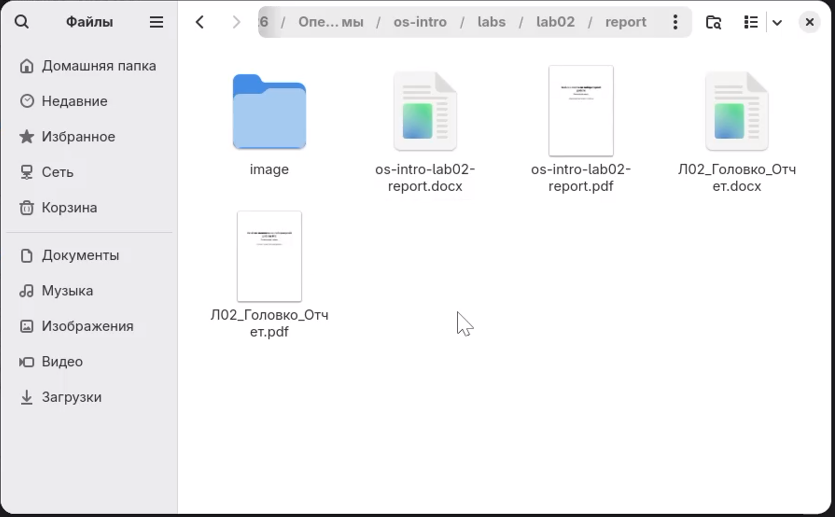 Файлы
6 / Опе...мы / os-intro / labs / lab02 / report
Домашняя папка
Недавние
Избранное
Сеть
Корзина
Документы
Музыка
Изображения
Видео
Загрузки
image
os-intro-lab02-
report.docx
os-intro-lab02-
report.pdf
Л02_Головко_Отч
ет.docx
Л02_Головко_Отч
ет.pdf